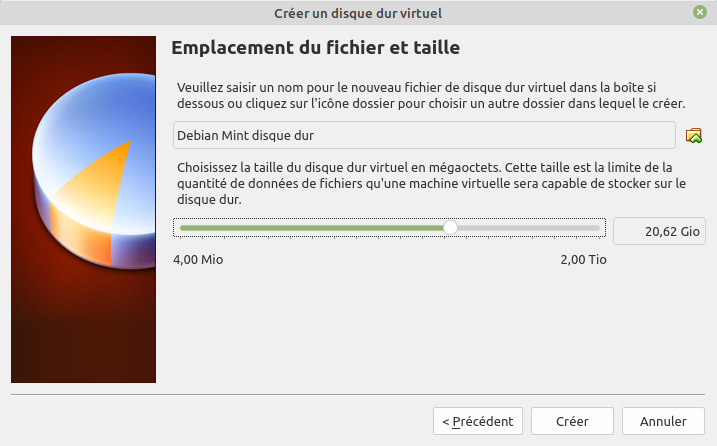 Créer un disque dur virtuel
Emplacement du fichier et taille
Veuillez saisir un nom pour le nouveau fichier de disque dur virtuel dans la boîte si
dessous ou cliquez sur l'icône dossier pour choisir un autre dossier dans lequel le créer.
Debian Mint disque dur
Choisissez la taille du disque dur virtuel en mégaoctets. Cette taille est la limite de la
quantité de données de fichiers qu'une machine virtuelle sera capable de stocker sur le
disque dur.
20,62 Gio
4,00 Mio 2,00 Tio
< Précédent Créer Annuler